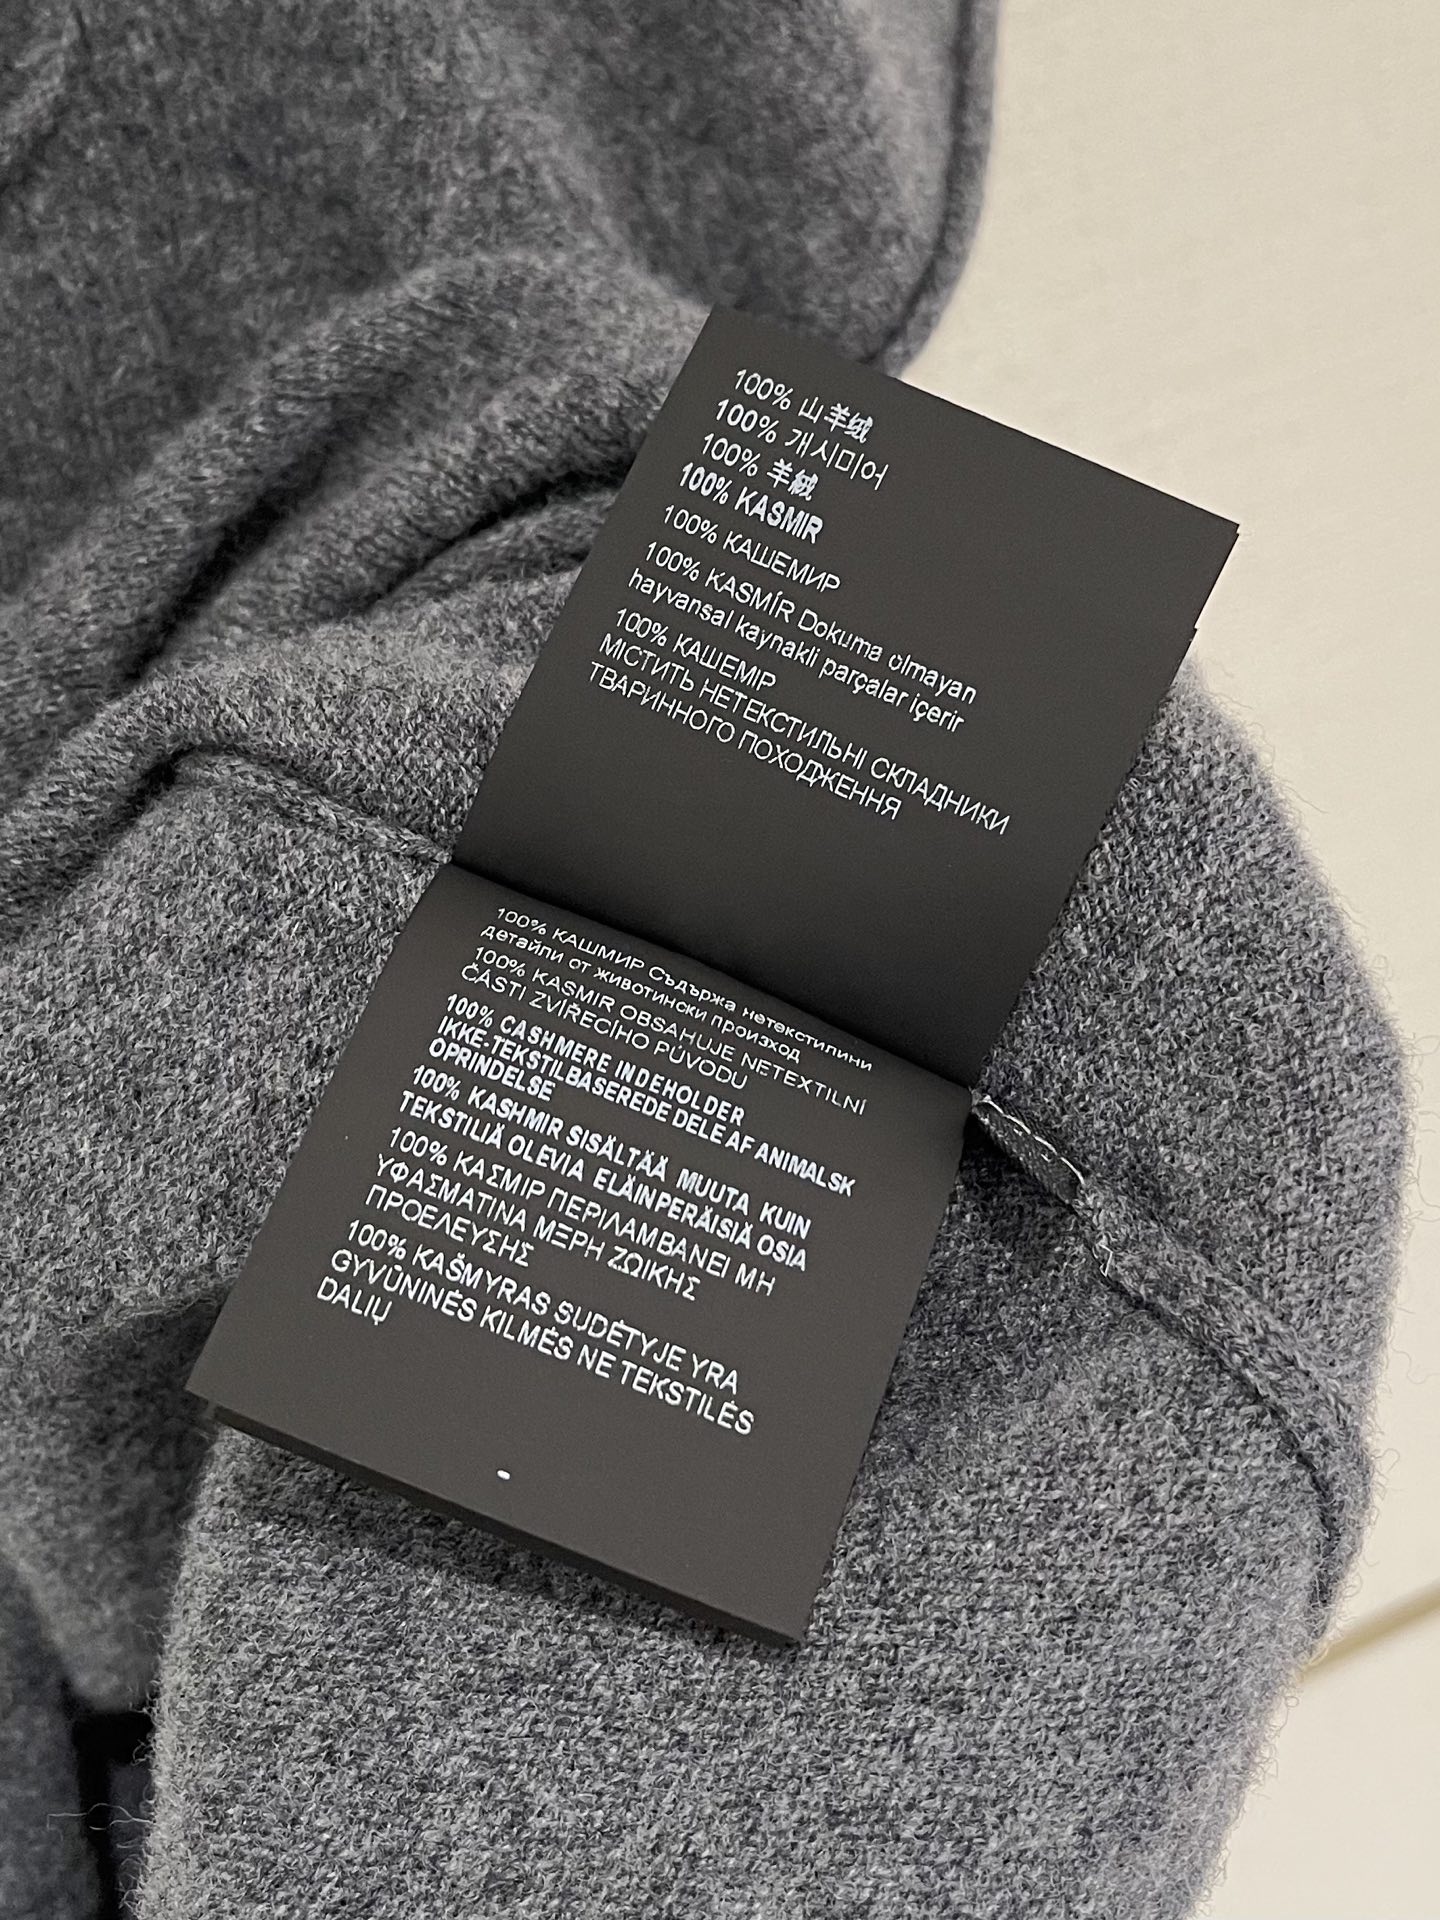 100% 山羊绒
100% 개시미어
100% 羊絨
100% KASMIR
100% КАШЕМИР
100% KASMİR Dokuma olmayan
hayvansal kaynakli parçalar içerir
100% КАШЕМІР
МІСТИТЬ НЕТЕКСТИЛЬНІ СКЛАДНИКИ
ТВАРИННОГО ПОХОДЖЕННЯ
100% КАШМИР Съдържа нетекстилини
детайли от животински произход
100% KASMIR OBSAHUJE NETEXTILNÍ
ČÁSTI ZVÍŘECÍHO PŮVODU
100% CASHMERE INDEHOLDER
IKKE-TEKSTILBASEREDE DELE AF ANIMALSK
OPRINDELSE
100% KASHMIR SISÄLTÄÄ MUUTA KUIN
TEKSTILIÄ OLEVIA ELÄINPERÄISIÄ OSIA
100% ΚΑΣΜΙΡ ΠΕΡΙΛΑΜΒΑΝΕΙ ΜΗ
ΥΦΑΣΜΑΤΙΝΑ ΜΕΡΗ ΖΩΙΚΗΣ
ΠΡΟΕΛΕΥΣΗΣ
100% KAŠMYRAS SUDĖTYJE YRA
GYVŪNINĖS KILMĖS NE TEKSTILĖS
DALIŲ
-